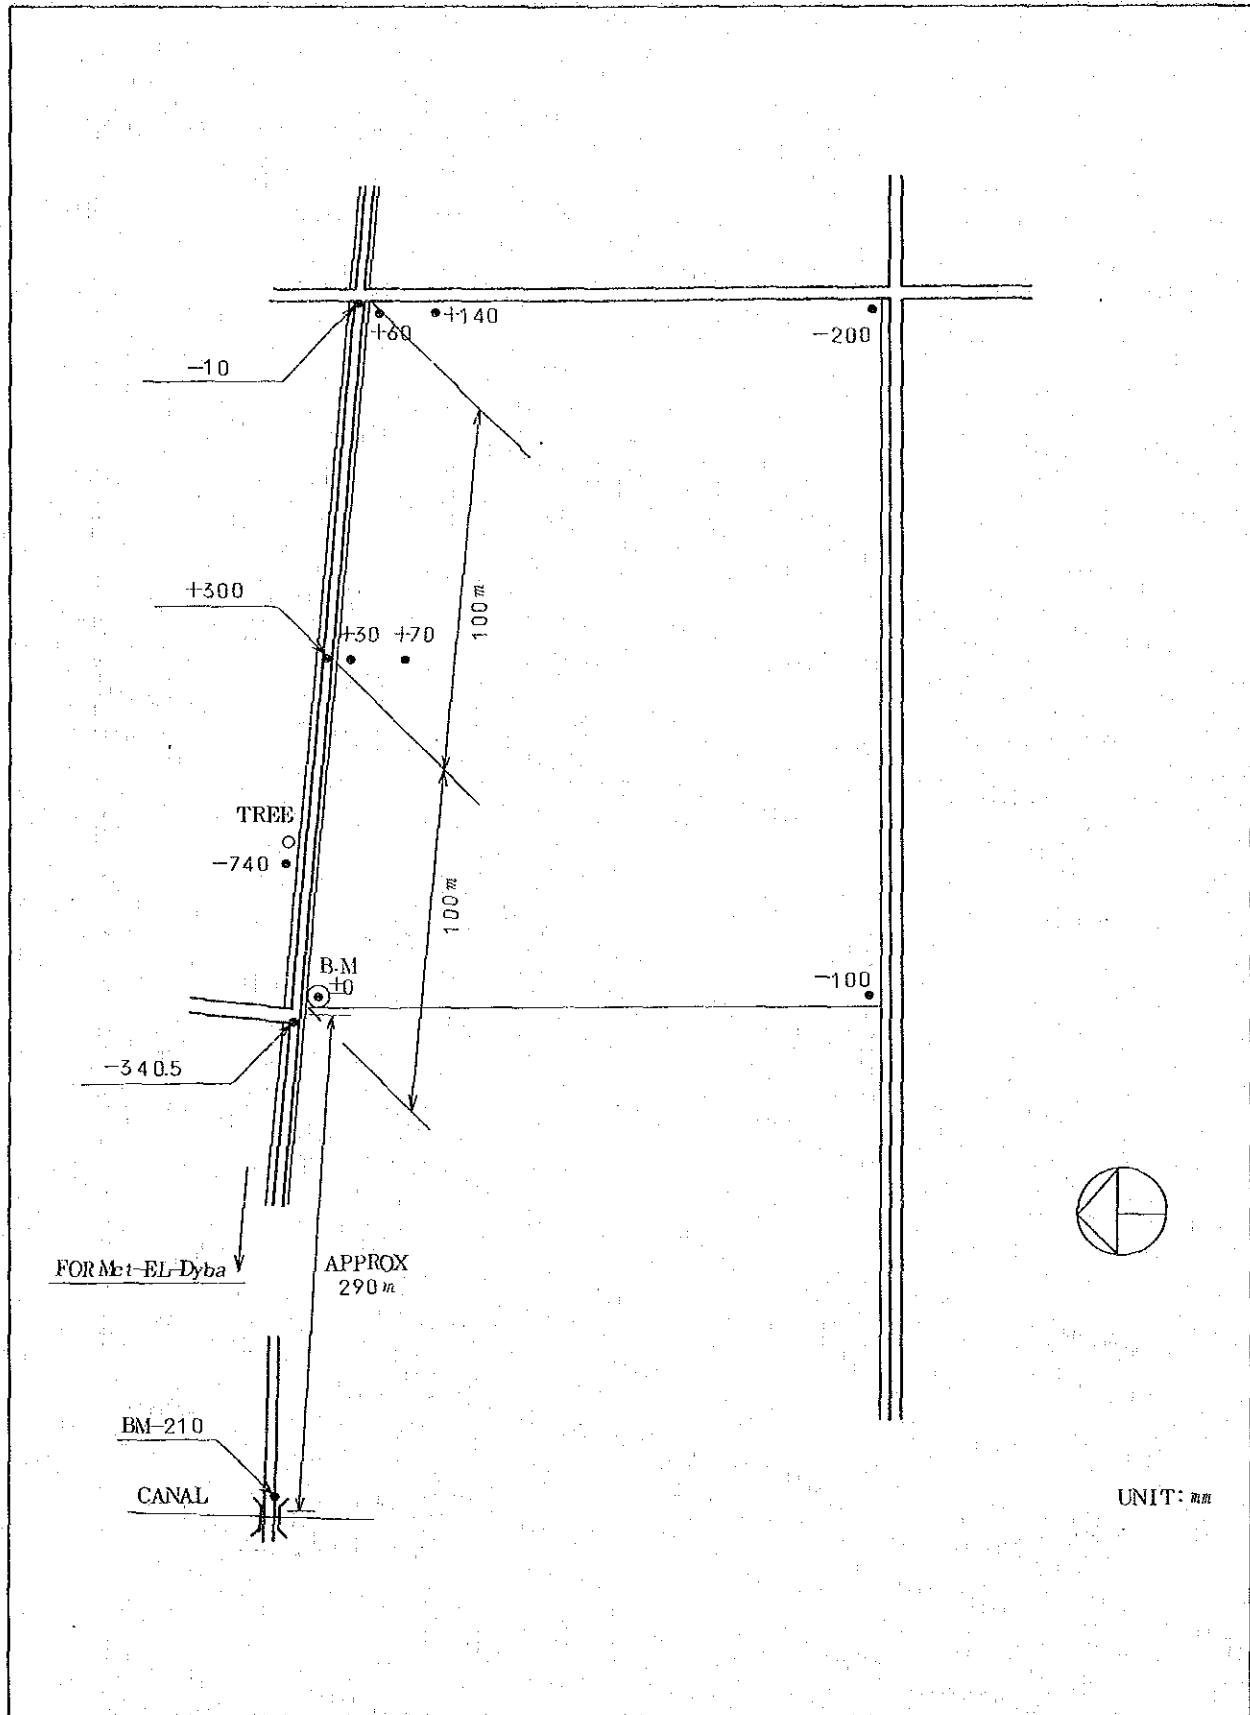 +140
+60
-200
-10
100m
+300
+30 +70
TREE
-740
100m
B.M
±0
-100
-340.5
FOR Met-EL-Dyba
APPROX
290m
BM-210
CANAL
UNIT: mm